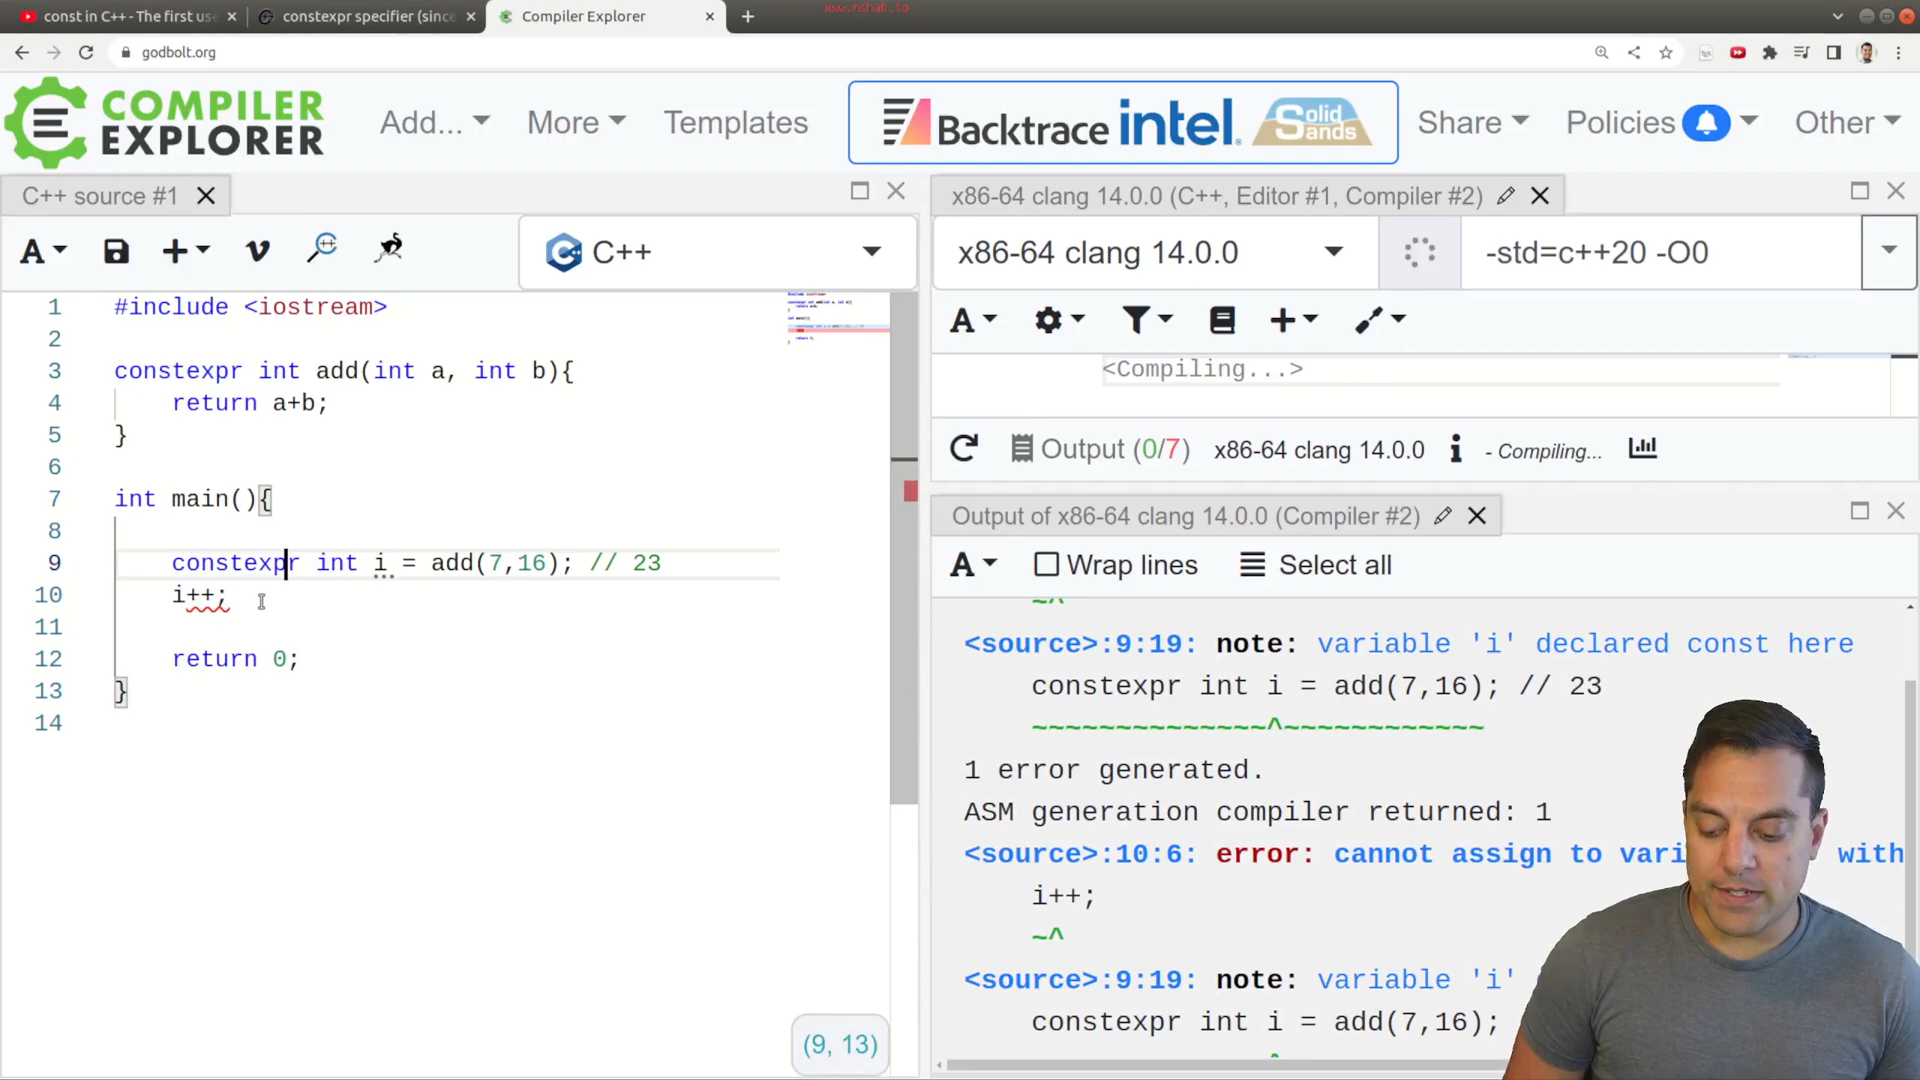 const in C++ - The first us
constexpr specifier (since
Compiler Explorer
www.mshah.io
godbolt.org
COMPILER
EXPLORER
Add...
More
Templates
Backtrace
intel.
Solid
Sands
Share
Policies
Other
C++ source #1
A
C++
1 #include <iostream>
2
3 constexpr int add(int a, int b){
4 return a+b;
5 }
6
7 int main(){
8
9 constexpr int i = add(7,16); // 23
10 i++;
11
12 return 0;
13 }
14
(9, 13)
x86-64 clang 14.0.0 (C++, Editor #1, Compiler #2)
x86-64 clang 14.0.0
-std=c++20 -O0
A
<Compiling...>
Output (0/7) x86-64 clang 14.0.0 i - Compiling...
Output of x86-64 clang 14.0.0 (Compiler #2)
A Wrap lines Select all
~^
<source>:9:19: note: variable 'i' declared const here
constexpr int i = add(7,16); // 23
~~~~~~~~~~~~~~^~~~~~~~~~~~
1 error generated.
ASM generation compiler returned: 1
<source>:10:6: error: cannot assign to vari with
i++;
~^
<source>:9:19: note: variable 'i'
constexpr int i = add(7,16);
^